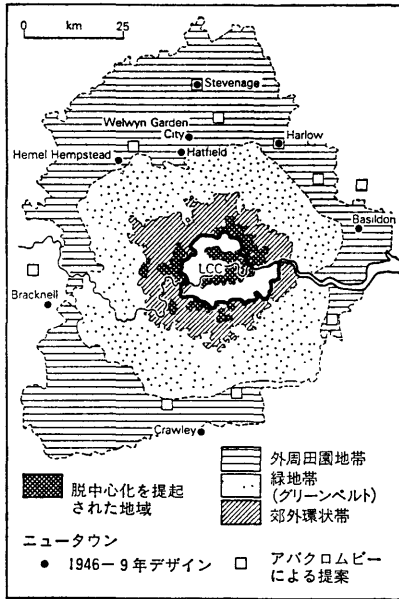 0 km 25
Stevenage
Welwyn Garden
City
Harlow
Hemel Hempstead
Hatfield
Basildon
LCC
Bracknell
Crawley
外周田園地帯
緑地帯
(グリーンベルト)
郊外環状帯
脱中心化を提起
された地域
ニュータウン
1946－9年デザイン
アバクロムビー
による提案